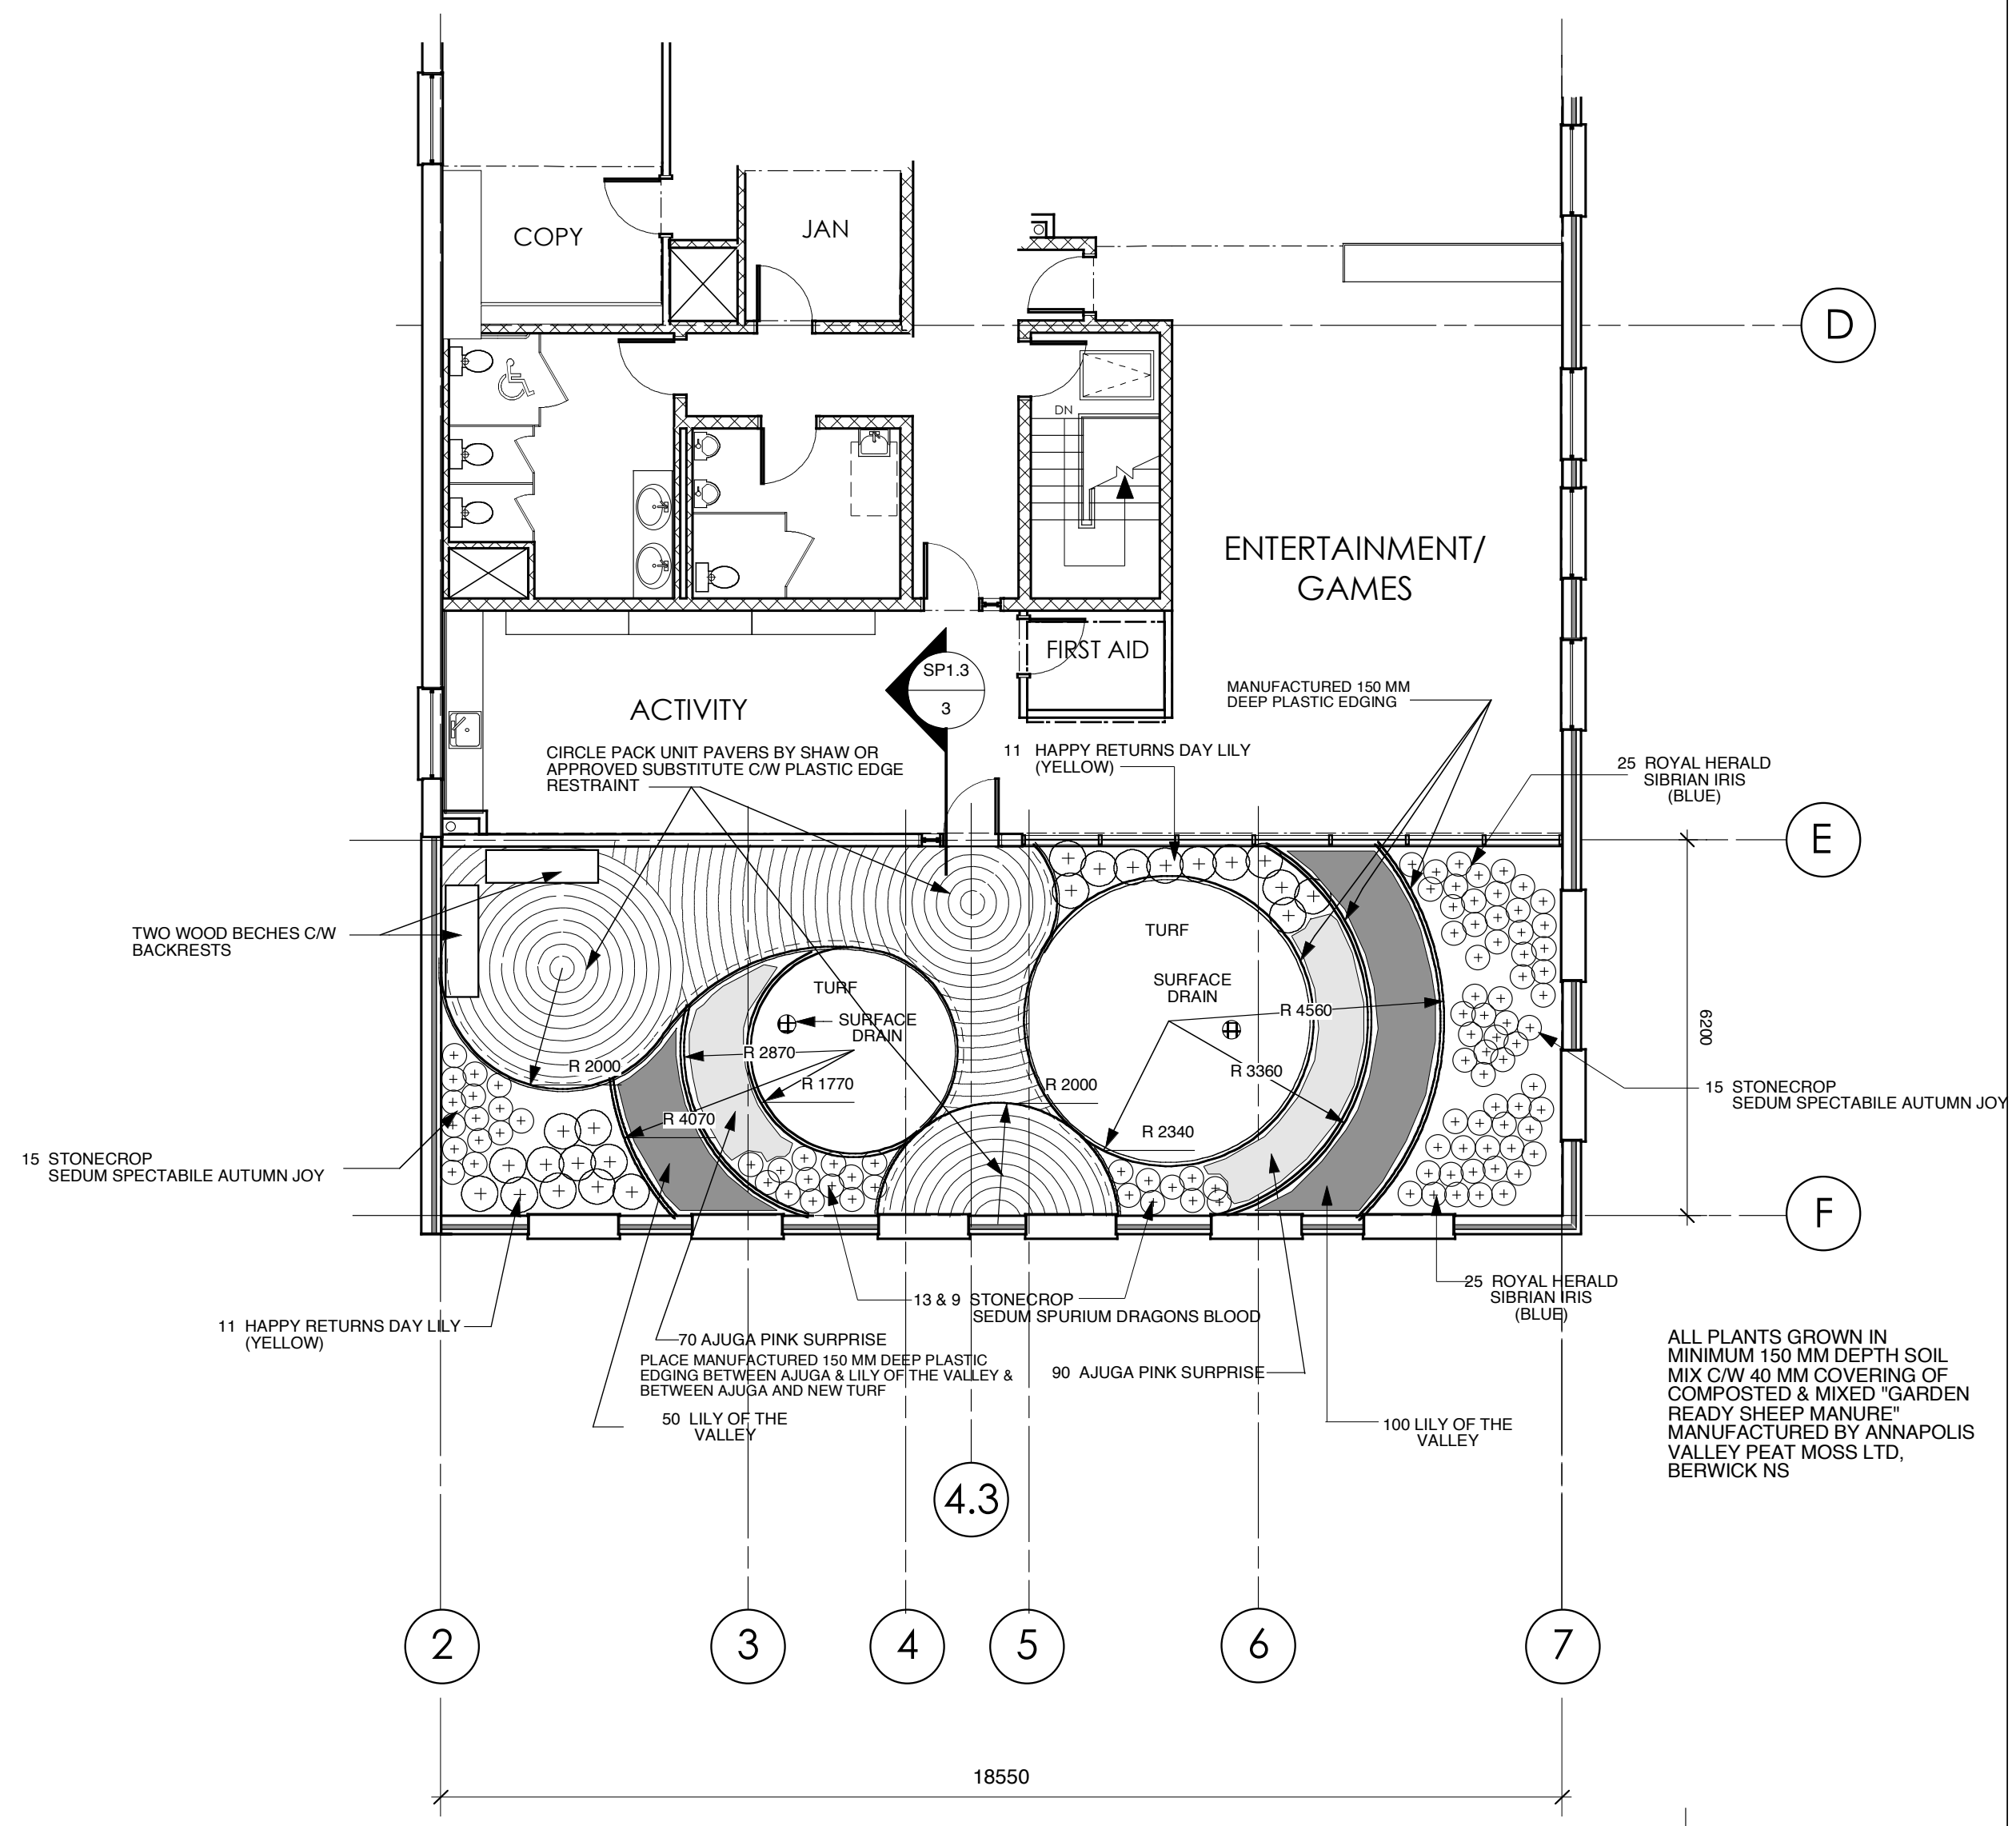 COPY
JAN
D
DN
ENTERTAINMENT/
GAMES
FIRST AID
SP1.3
3
ACTIVITY
MANUFACTURED 150 MM
DEEP PLASTIC EDGING
CIRCLE PACK UNIT PAVERS BY SHAW OR
APPROVED SUBSTITUTE C/W PLASTIC EDGE
RESTRAINT
11 HAPPY RETURNS DAY LILY
(YELLOW)
25 ROYAL HERALD
SIBRIAN IRIS
(BLUE)
E
TWO WOOD BECHES C/W
BACKRESTS
TURF
SURFACE
DRAIN
TURF
SURFACE
DRAIN
R 4560
6200
R 2870
R 2000
R 1770
R 2000
R 3360
R 4070
R 2340
15 STONECROP
SEDUM SPECTABILE AUTUMN JOY
15 STONECROP
SEDUM SPECTABILE AUTUMN JOY
F
25 ROYAL HERALD
SIBRIAN IRIS
(BLUE)
13 & 9 STONECROP
SEDUM SPURIUM DRAGONS BLOOD
11 HAPPY RETURNS DAY LILY
(YELLOW)
70 AJUGA PINK SURPRISE
PLACE MANUFACTURED 150 MM DEEP PLASTIC
EDGING BETWEEN AJUGA & LILY OF THE VALLEY &
BETWEEN AJUGA AND NEW TURF
90 AJUGA PINK SURPRISE
50 LILY OF THE
VALLEY
100 LILY OF THE
VALLEY
ALL PLANTS GROWN IN
MINIMUM 150 MM DEPTH SOIL
MIX C/W 40 MM COVERING OF
COMPOSTED & MIXED "GARDEN
READY SHEEP MANURE"
MANUFACTURED BY ANNAPOLIS
VALLEY PEAT MOSS LTD,
BERWICK NS
4.3
2
3
4
5
6
7
18550